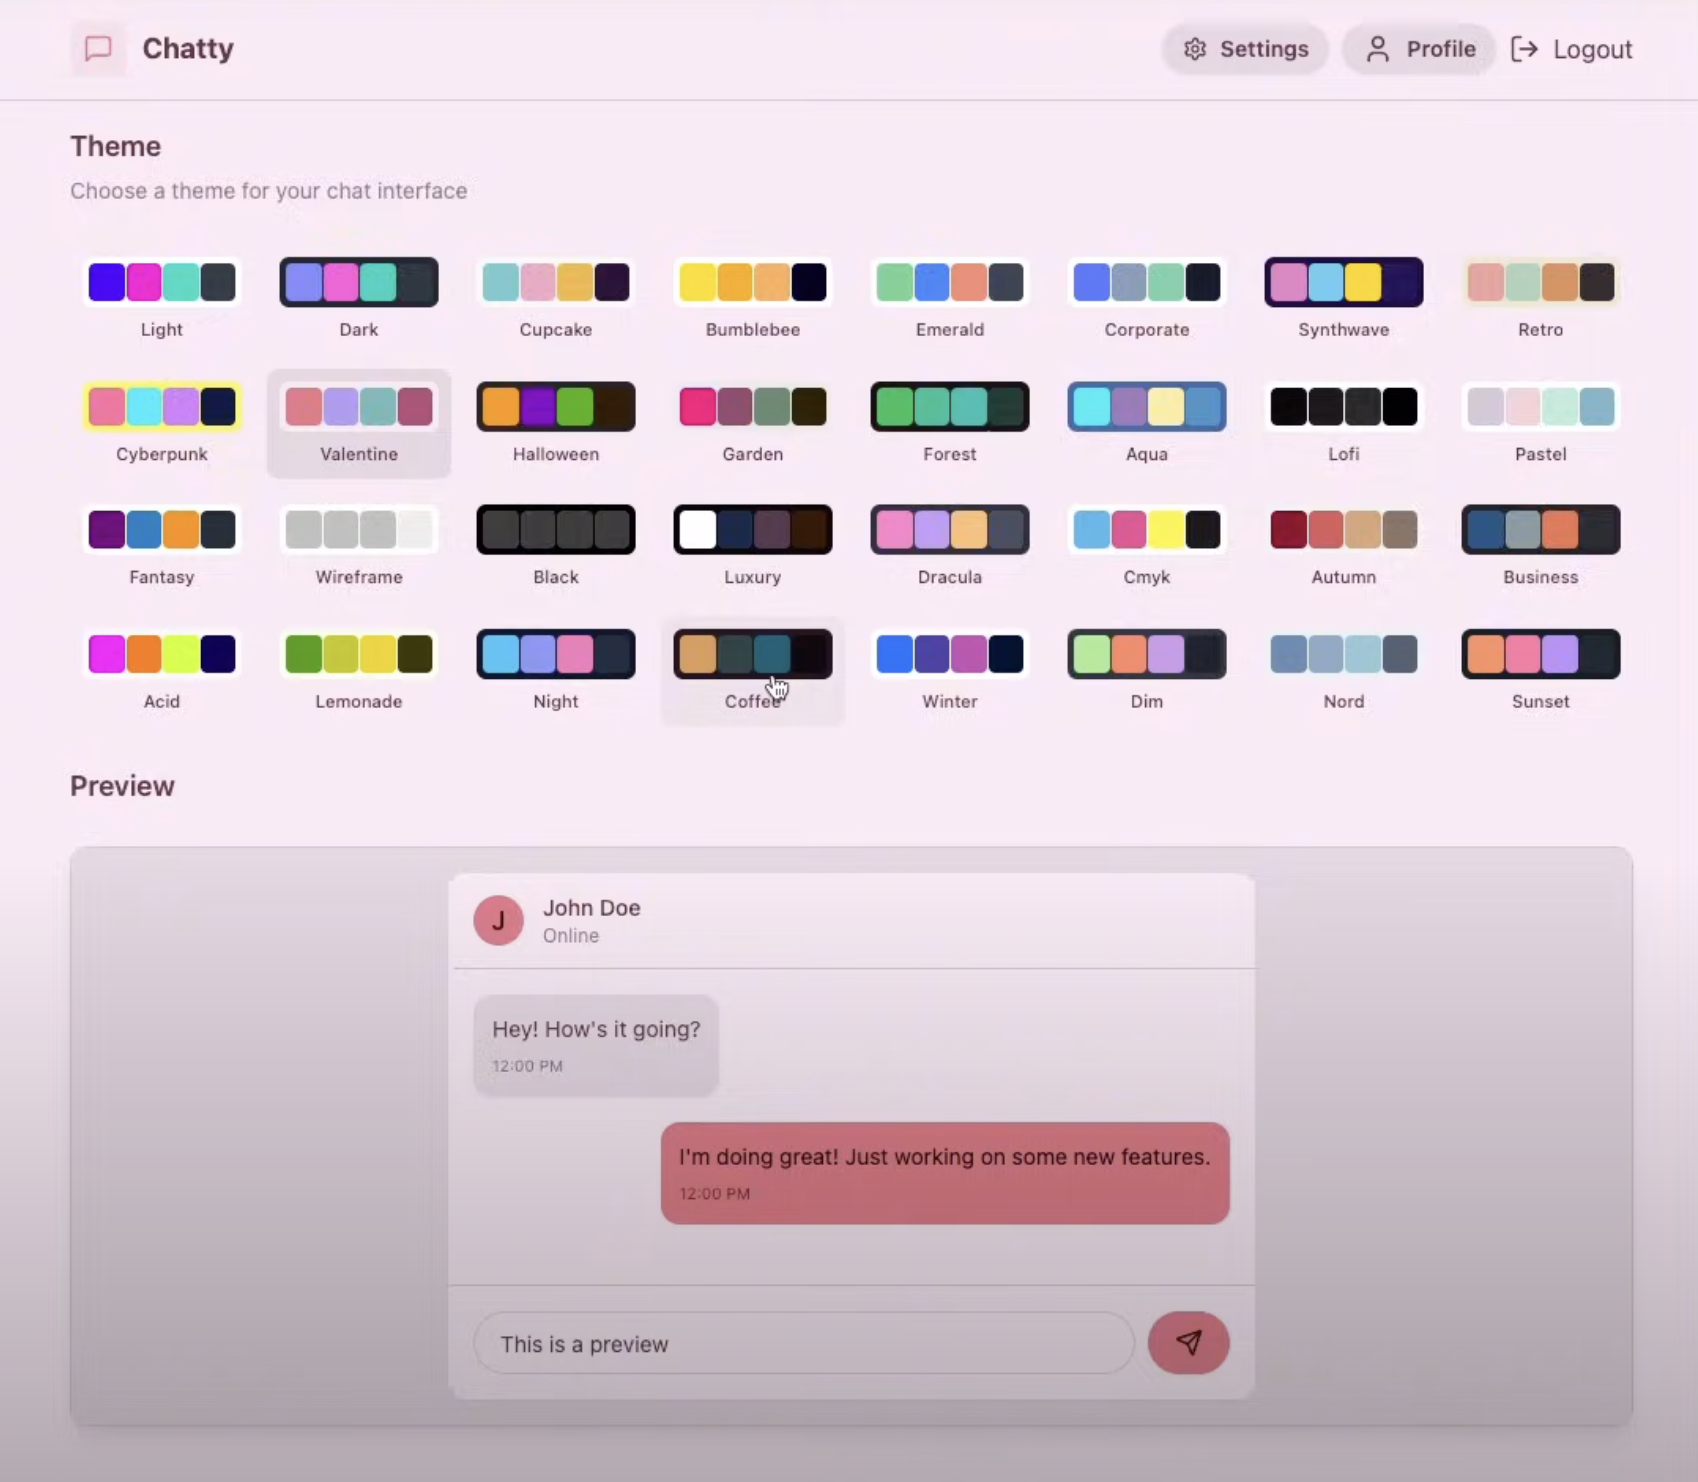 Chatty
Settings
Profile
Logout
Theme
Choose a theme for your chat interface
Light
Dark
Cupcake
Bumblebee
Emerald
Corporate
Synthwave
Retro
Cyberpunk
Valentine
Halloween
Garden
Forest
Aqua
Lofi
Pastel
Fantasy
Wireframe
Black
Luxury
Dracula
Cmyk
Autumn
Business
Acid
Lemonade
Night
Coffee
Winter
Dim
Nord
Sunset
Preview
J
John Doe
Online
Hey! How's it going?
12:00 PM
I'm doing great! Just working on some new features.
12:00 PM
This is a preview